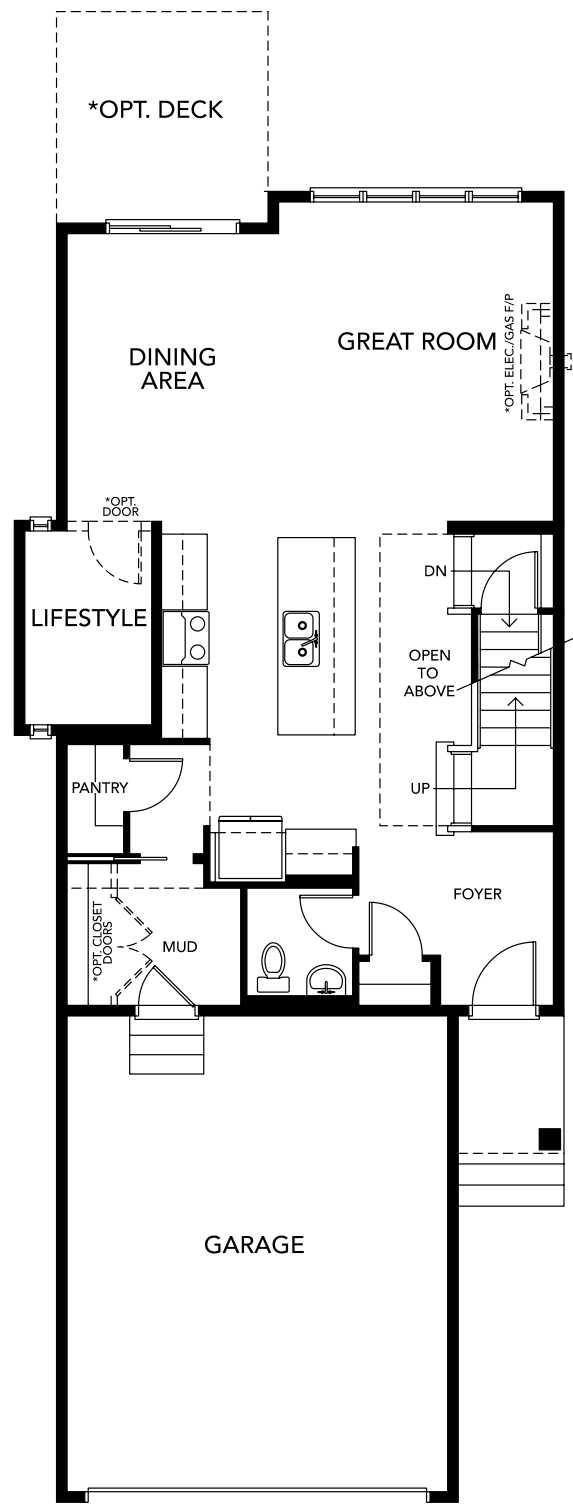 *OPT. DECK
*OPT. ELEC./GAS F/P
GREAT ROOM
DINING
AREA
*OPT.
DOOR
DN
LIFESTYLE
OPEN
TO
ABOVE
PANTRY
UP
FOYER
*OPT. CLOSET
DOORS
MUD
GARAGE